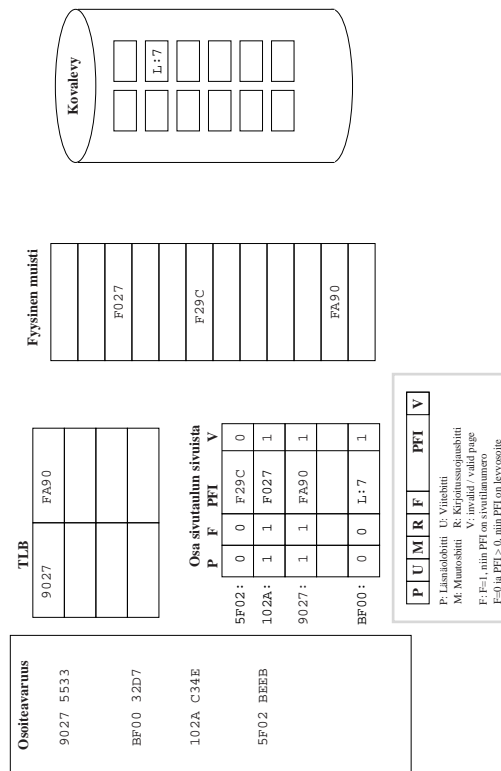 Osoiteavaruus
9027 5533
BF00 32D7
102A C34E
5F02 BEEB
TLB
9027 FA90
Osa sivutaulun sivuista
P F PFI V
5F02: 0 0 F29C 0
102A: 1 1 F027 1
9027: 1 1 FA90 1
BF00: 0 0 L:7 1
P U M R F PFI V
P: Läsnäolobitti U: Viitebitti
M: Muutosbitti R: Kirjoitussuojausbitti
V: invalid / valid page
F: F=1, niin PFI on sivutilanumero
F=0 ja PFI > 0, niin PFI on levyosoite
Fyysinen muisti
F027
F29C
FA90
Kovalevy
L:7